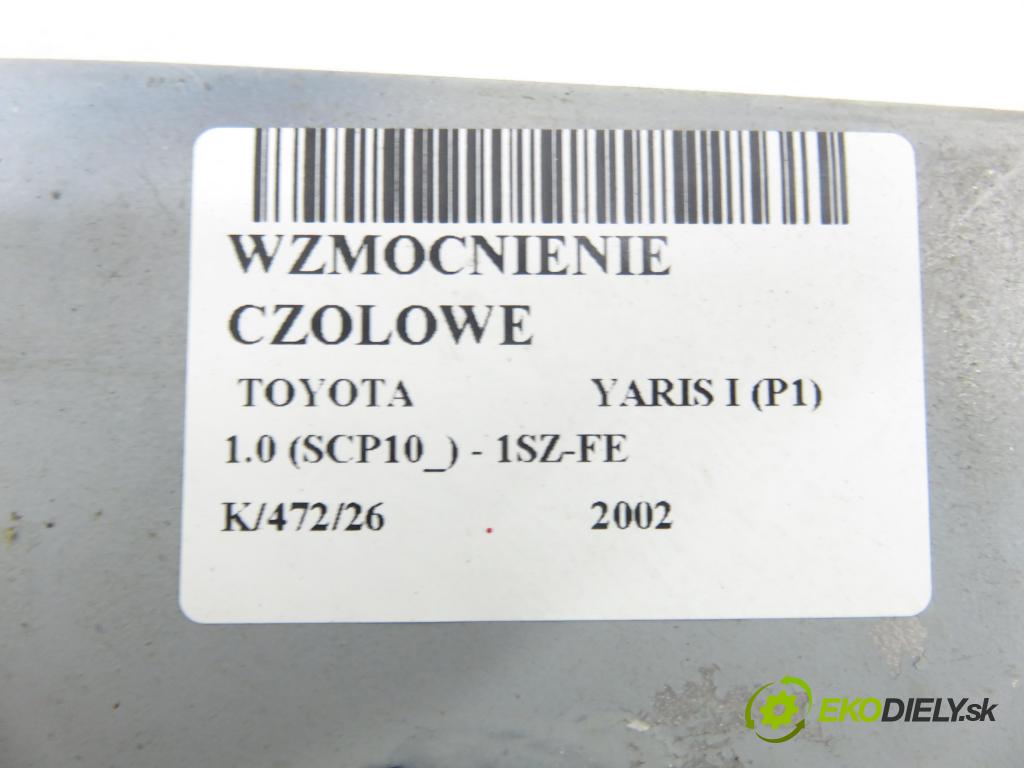 WZMOCNIENIE
CZOLOWE
TOYOTA YARIS I (P1)
1.0 (SCP10_) - 1SZ-FE
K/472/26 2002
EKODIELY.sk